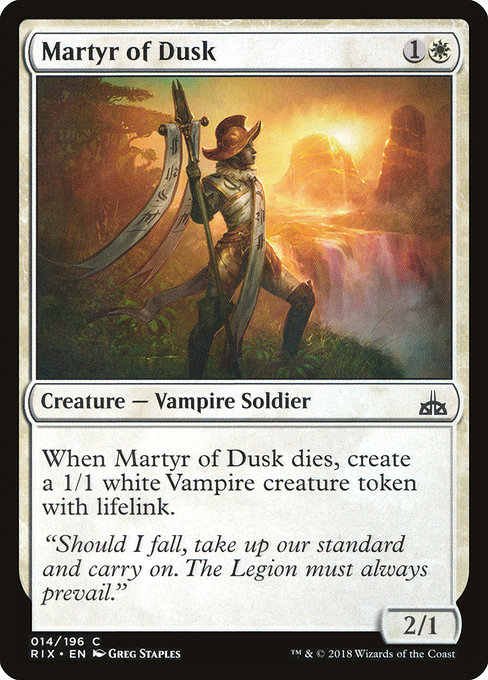 Martyr of Dusk 1
Creature — Vampire Soldier
When Martyr of Dusk dies, create
a 1/1 white Vampire creature token
with lifelink.
“Should I fall, take up our standard
and carry on. The Legion must always
prevail.”
2/1
014/196 C
RIX • EN Greg Staples ™ & © 2018 Wizards of the Coast